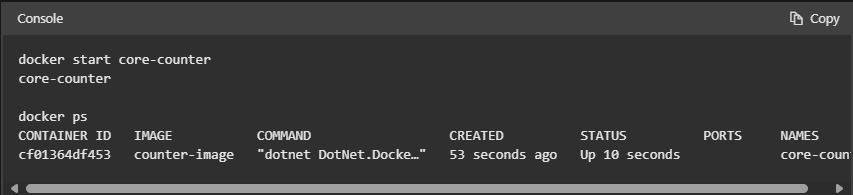 Console
Copy
docker start core-counter
core-counter
docker ps
CONTAINER ID   IMAGE           COMMAND                  CREATED          STATUS          PORTS     NAMES
cf01364df453   counter-image   "dotnet DotNet.Docke…"   53 seconds ago   Up 10 seconds             core-coun